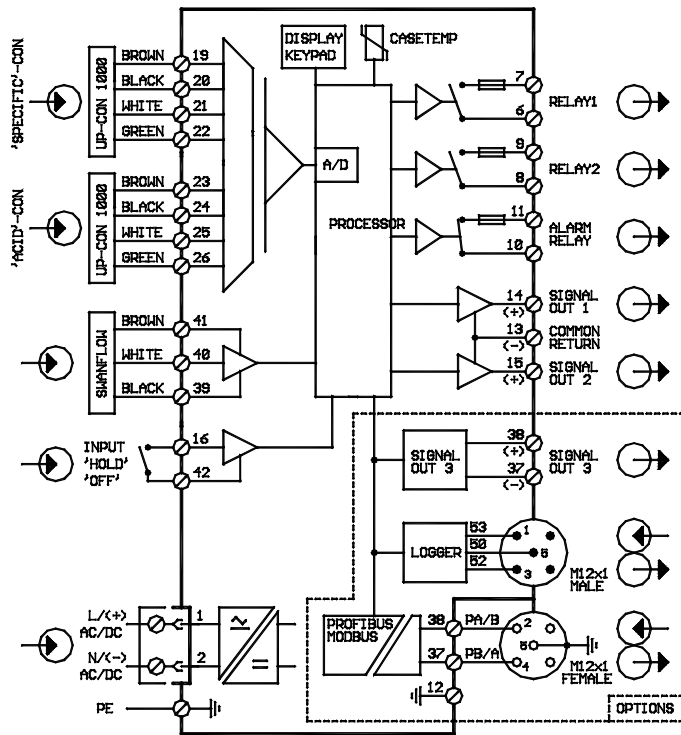 'SPECIFIC'-CON
UP-CON 1000
BROWN
19
BLACK
20
WHITE
21
GREEN
22
'ACID'-CON
UP-CON 1000
BROWN
23
BLACK
24
WHITE
25
GREEN
26
SWANFLOW
BROWN
41
WHITE
40
BLACK
39
INPUT
'HOLD'
'OFF'
16
42
L/(+)
AC/DC
1
N/(-)
AC/DC
2
PE
DISPLAY
KEYPAD
CASETEMP
A/D
PROCESSOR
7
6
RELAY1
9
8
RELAY2
11
10
ALARM
RELAY
14
(+)
SIGNAL
OUT 1
13
(-)
COMMON
RETURN
15
(+)
SIGNAL
OUT 2
SIGNAL
OUT 3
38
(+)
37
(-)
SIGNAL
OUT 3
LOGGER
53
50
52
1
5
3
M12x1
MALE
PROFIBUS
MODBUS
38
PA/B
37
PB/A
2
5
4
M12x1
FEMALE
12
OPTIONS